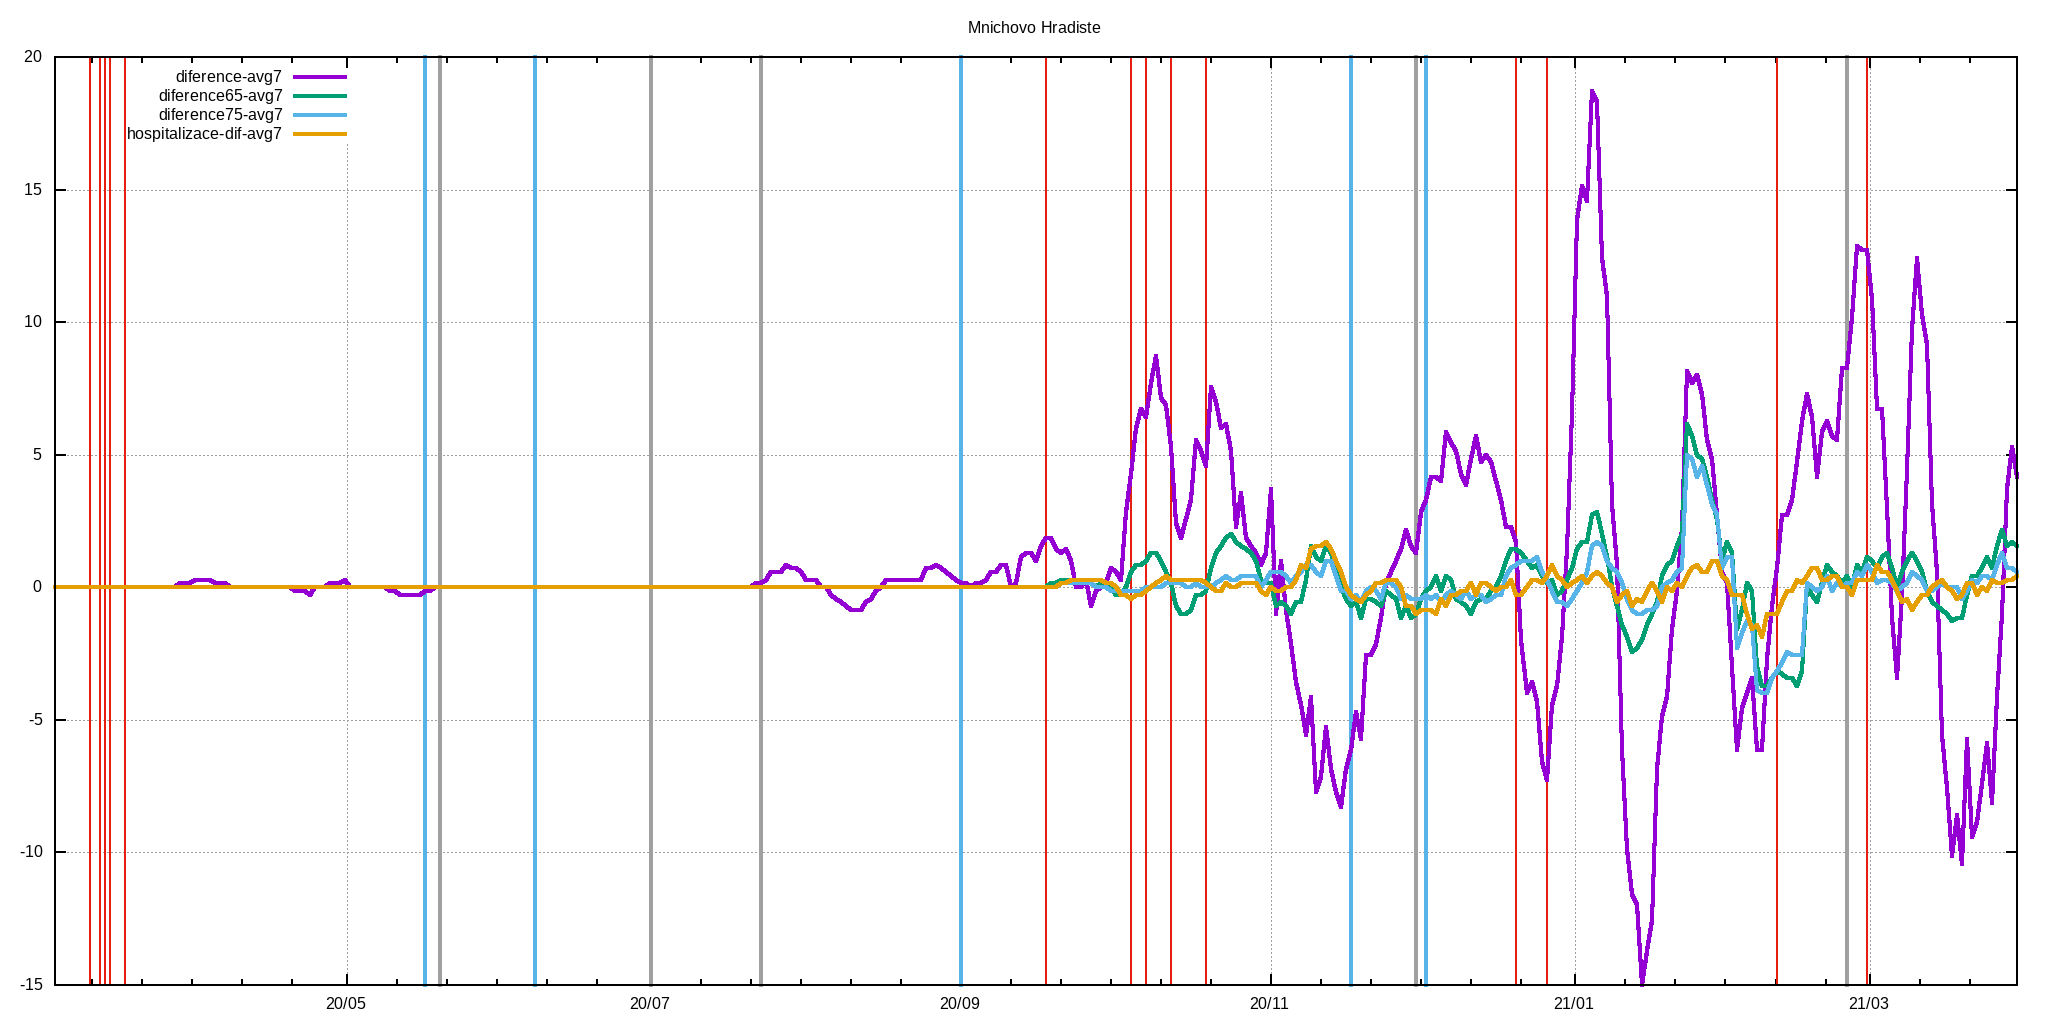 Mnichovo Hradiste
20
diference-avg7
diference65-avg7
diference75-avg7
hospitalizace-dif-avg7
15
10
5
0
-5
-10
-15
20/05 20/07 20/09 20/11 21/01 21/03